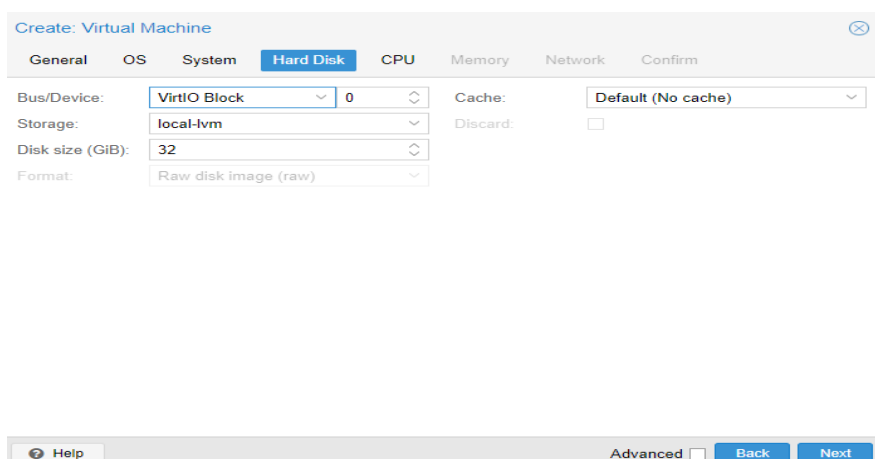 Create: Virtual Machine
General OS System Hard Disk CPU Memory Network Confirm
Bus/Device: VirtIO Block 0 Cache: Default (No cache)
Storage: local-lvm Discard:
Disk size (GiB): 32
Format: Raw disk image (raw)
Help Advanced Back Next